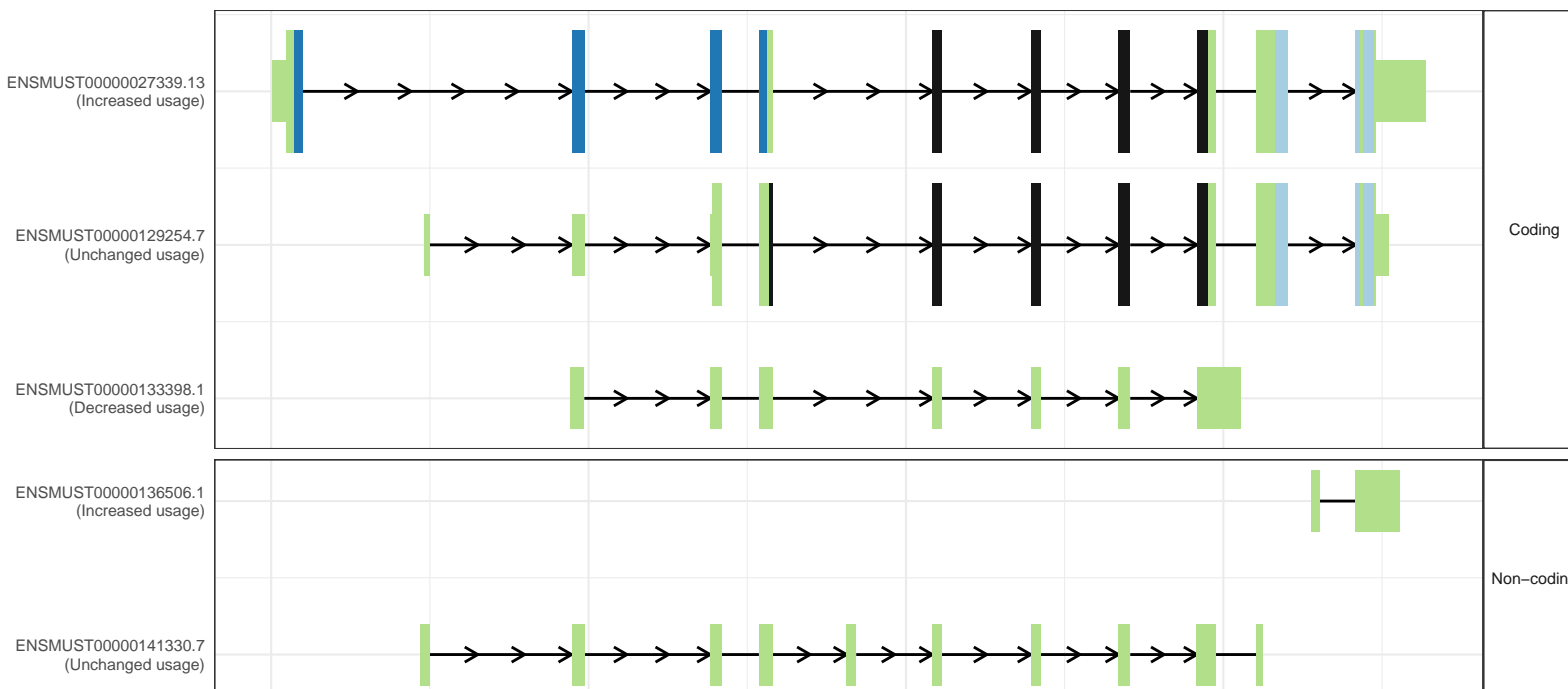 ENSMUST00000027339.13
(Increased usage)
ENSMUST00000129254.7
(Unchanged usage)
Coding
ENSMUST00000133398.1
(Decreased usage)
ENSMUST00000136506.1
(Increased usage)
Non−codin
ENSMUST00000141330.7
(Unchanged usage)